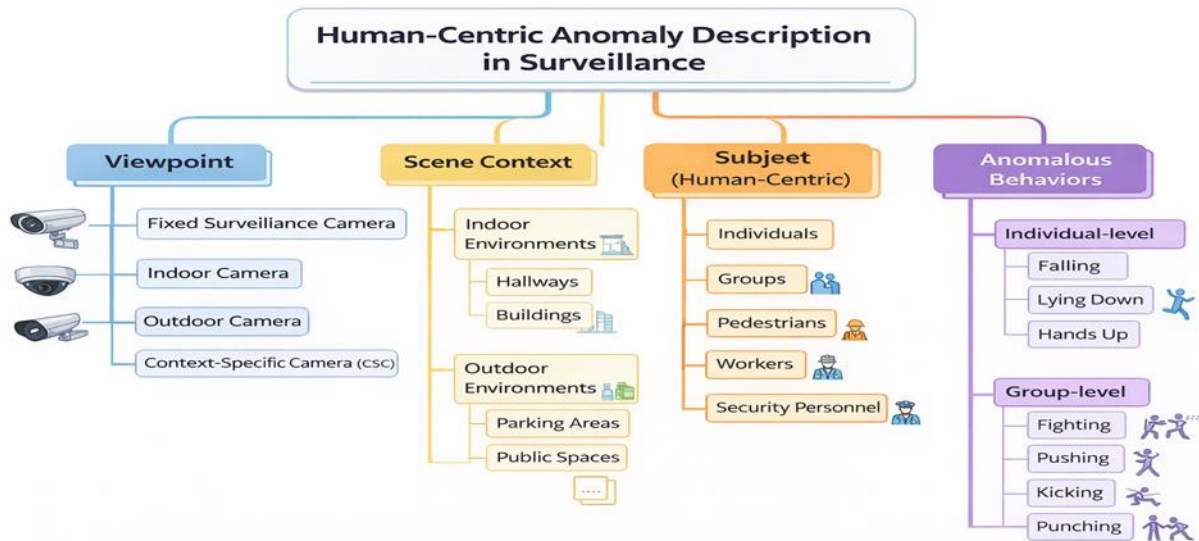 Human-Centric Anomaly Description
in Surveillance
Viewpoint
Fixed Surveillance Camera
Indoor Camera
Outdoor Camera
Context-Specific Camera (CSC)
Scene Context
Indoor
Environments
Hallways
Buildings
Outdoor
Environments
Parking Areas
Public Spaces
....
Subjeet
(Human-Centric)
Individuals
Groups
Pedestrians
Workers
Security Personnel
Anomalous
Behaviors
Individual-level
Falling
Lying Down
Hands Up
Group-level
Fighting
Pushing
Kicking
Punching